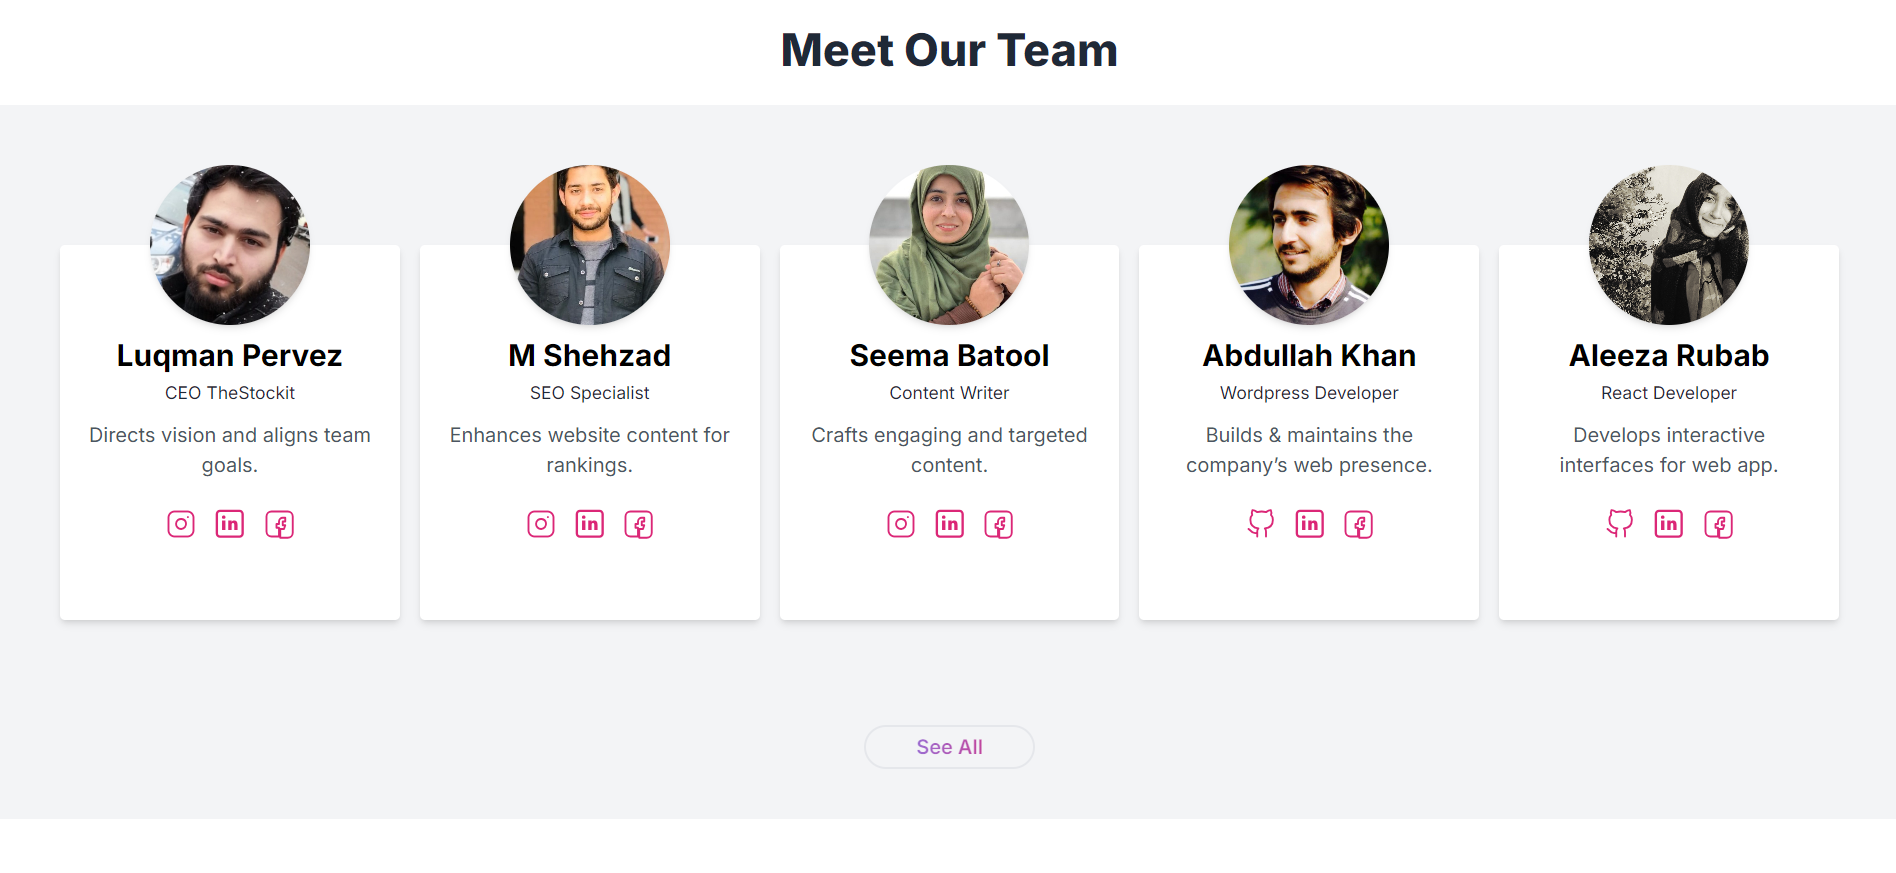 Meet Our Team
Luqman Pervez
CEO TheStockit
Directs vision and aligns team
goals.
M Shehzad
SEO Specialist
Enhances website content for
rankings.
Seema Batool
Content Writer
Crafts engaging and targeted
content.
Abdullah Khan
Wordpress Developer
Builds & maintains the
company’s web presence.
Aleeza Rubab
React Developer
Develops interactive
interfaces for web app.
See All